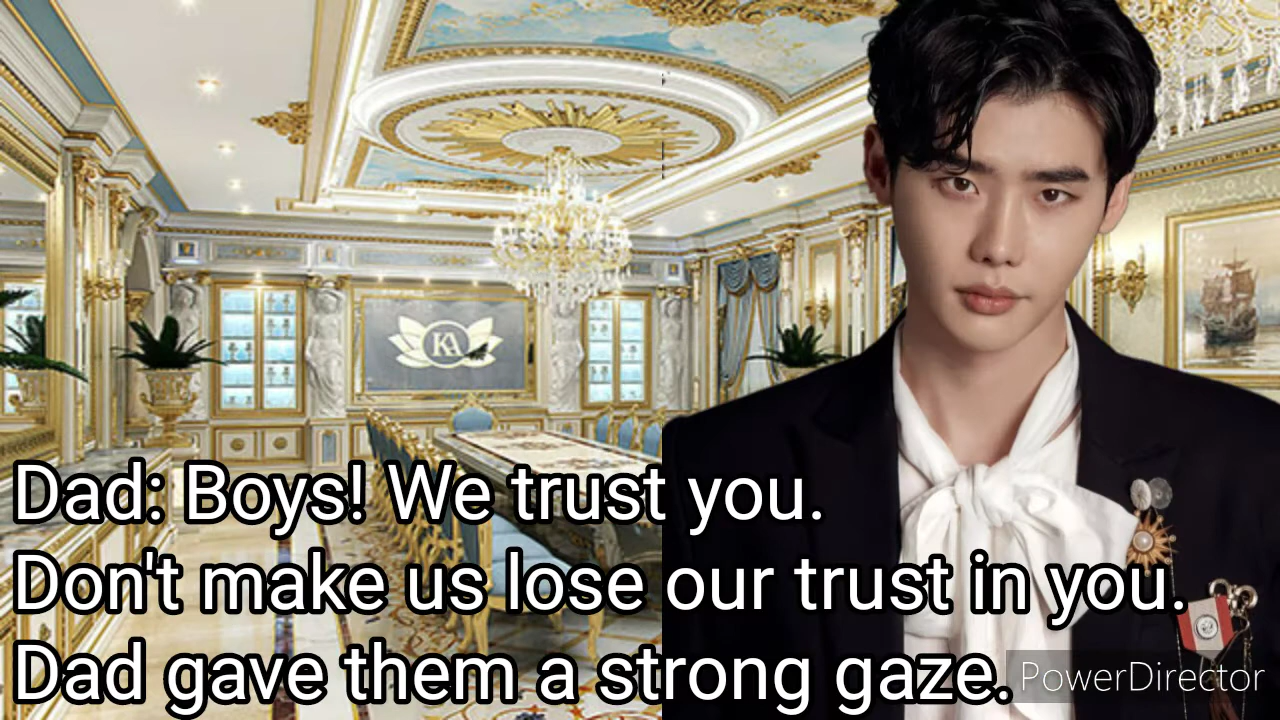 KA
Dad: Boys! We trust you.
Don't make us lose our trust in you.
Dad gave them a strong gaze.
PowerDirector